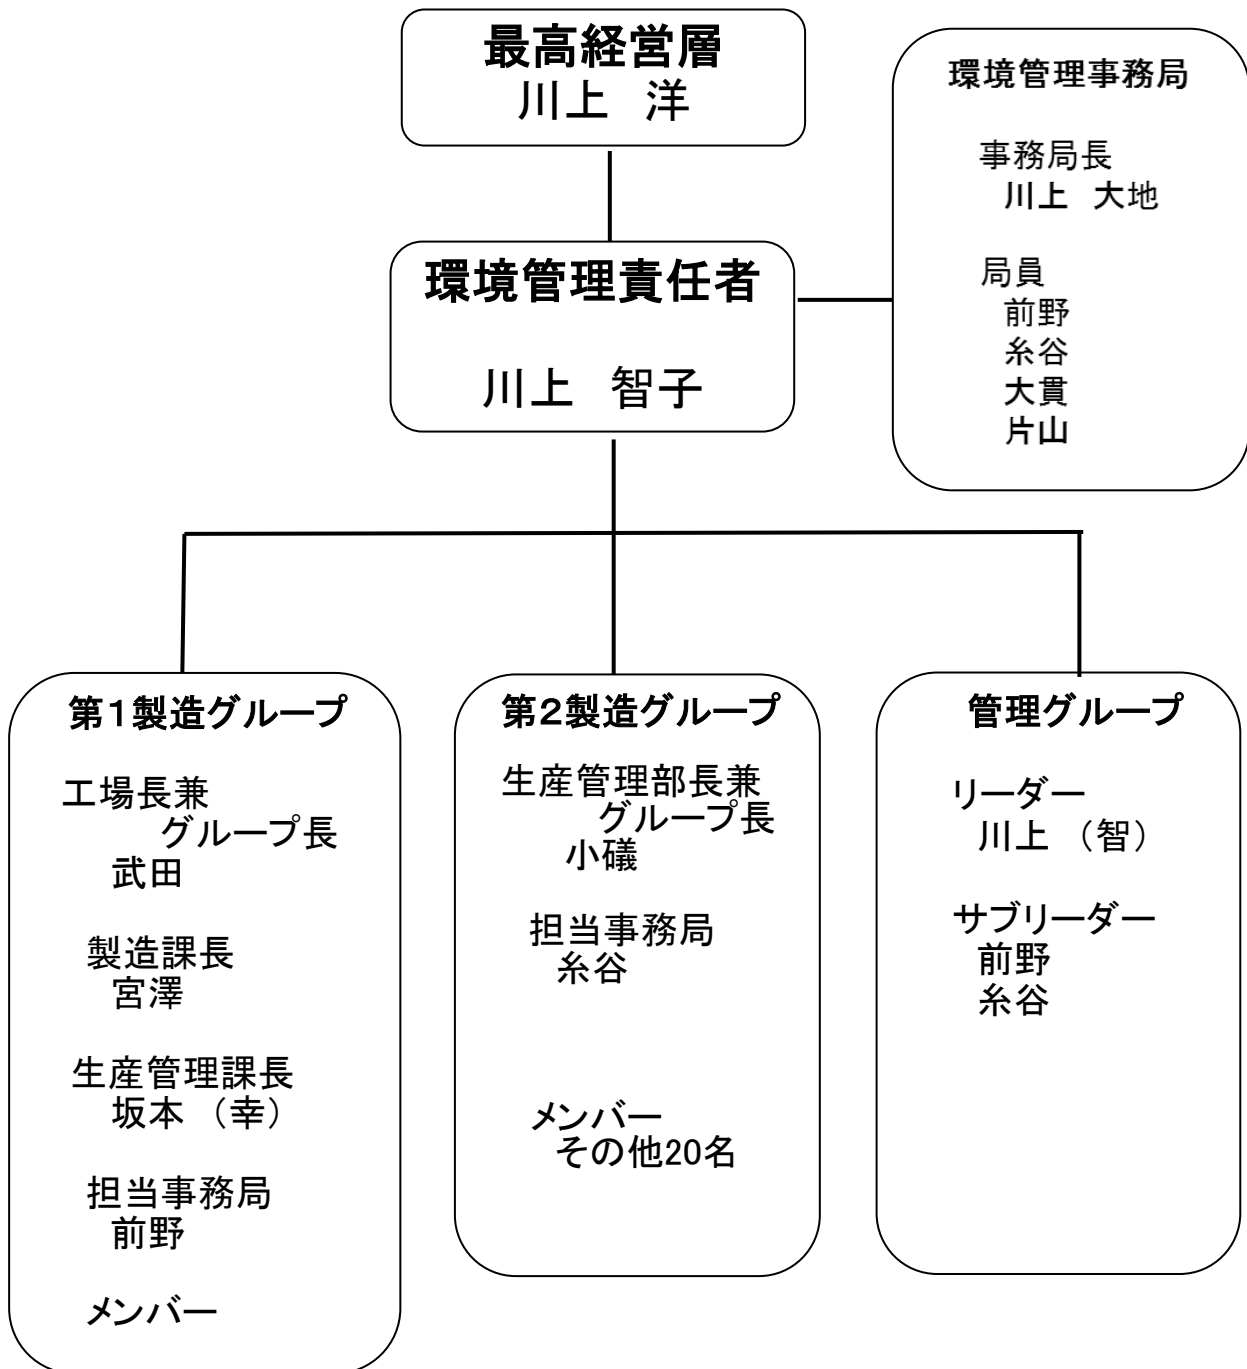 最高経営層
川上　洋
環境管理事務局
事務局長
川上　大地
局員
前野
糸谷
大貫
片山
環境管理責任者
川上　智子
第１製造グループ
工場長兼
グループ長
武田
製造課長
宮澤
生産管理課長
坂本 （幸）
担当事務局
前野
メンバー
第２製造グループ
生産管理部長兼
グループ長
小礒
担当事務局
糸谷
メンバー
その他20名
管理グループ
リーダー
川上 （智）
サブリーダー
前野
糸谷